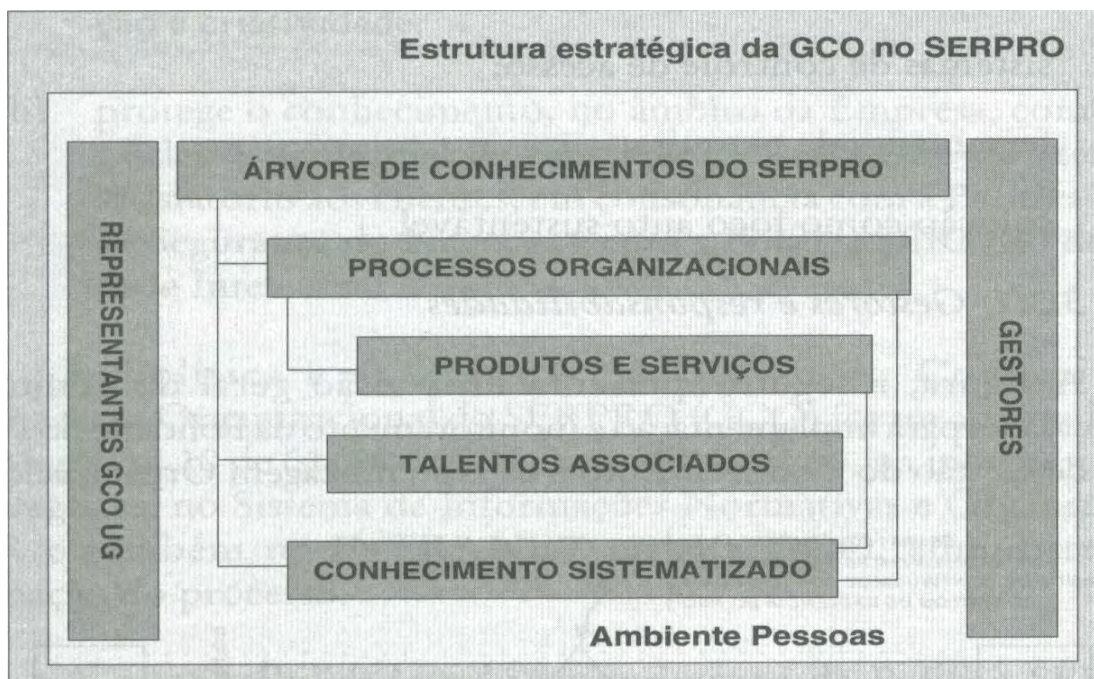 Estrutura estratégica da GCO no SERPRO
ÁRVORE DE CONHECIMENTOS DO SERPRO
REPRESENTANTES GCO UG
PROCESSOS ORGANIZACIONAIS
PRODUTOS E SERVIÇOS
TALENTOS ASSOCIADOS
CONHECIMENTO SISTEMATIZADO
GESTORES
Ambiente Pessoas